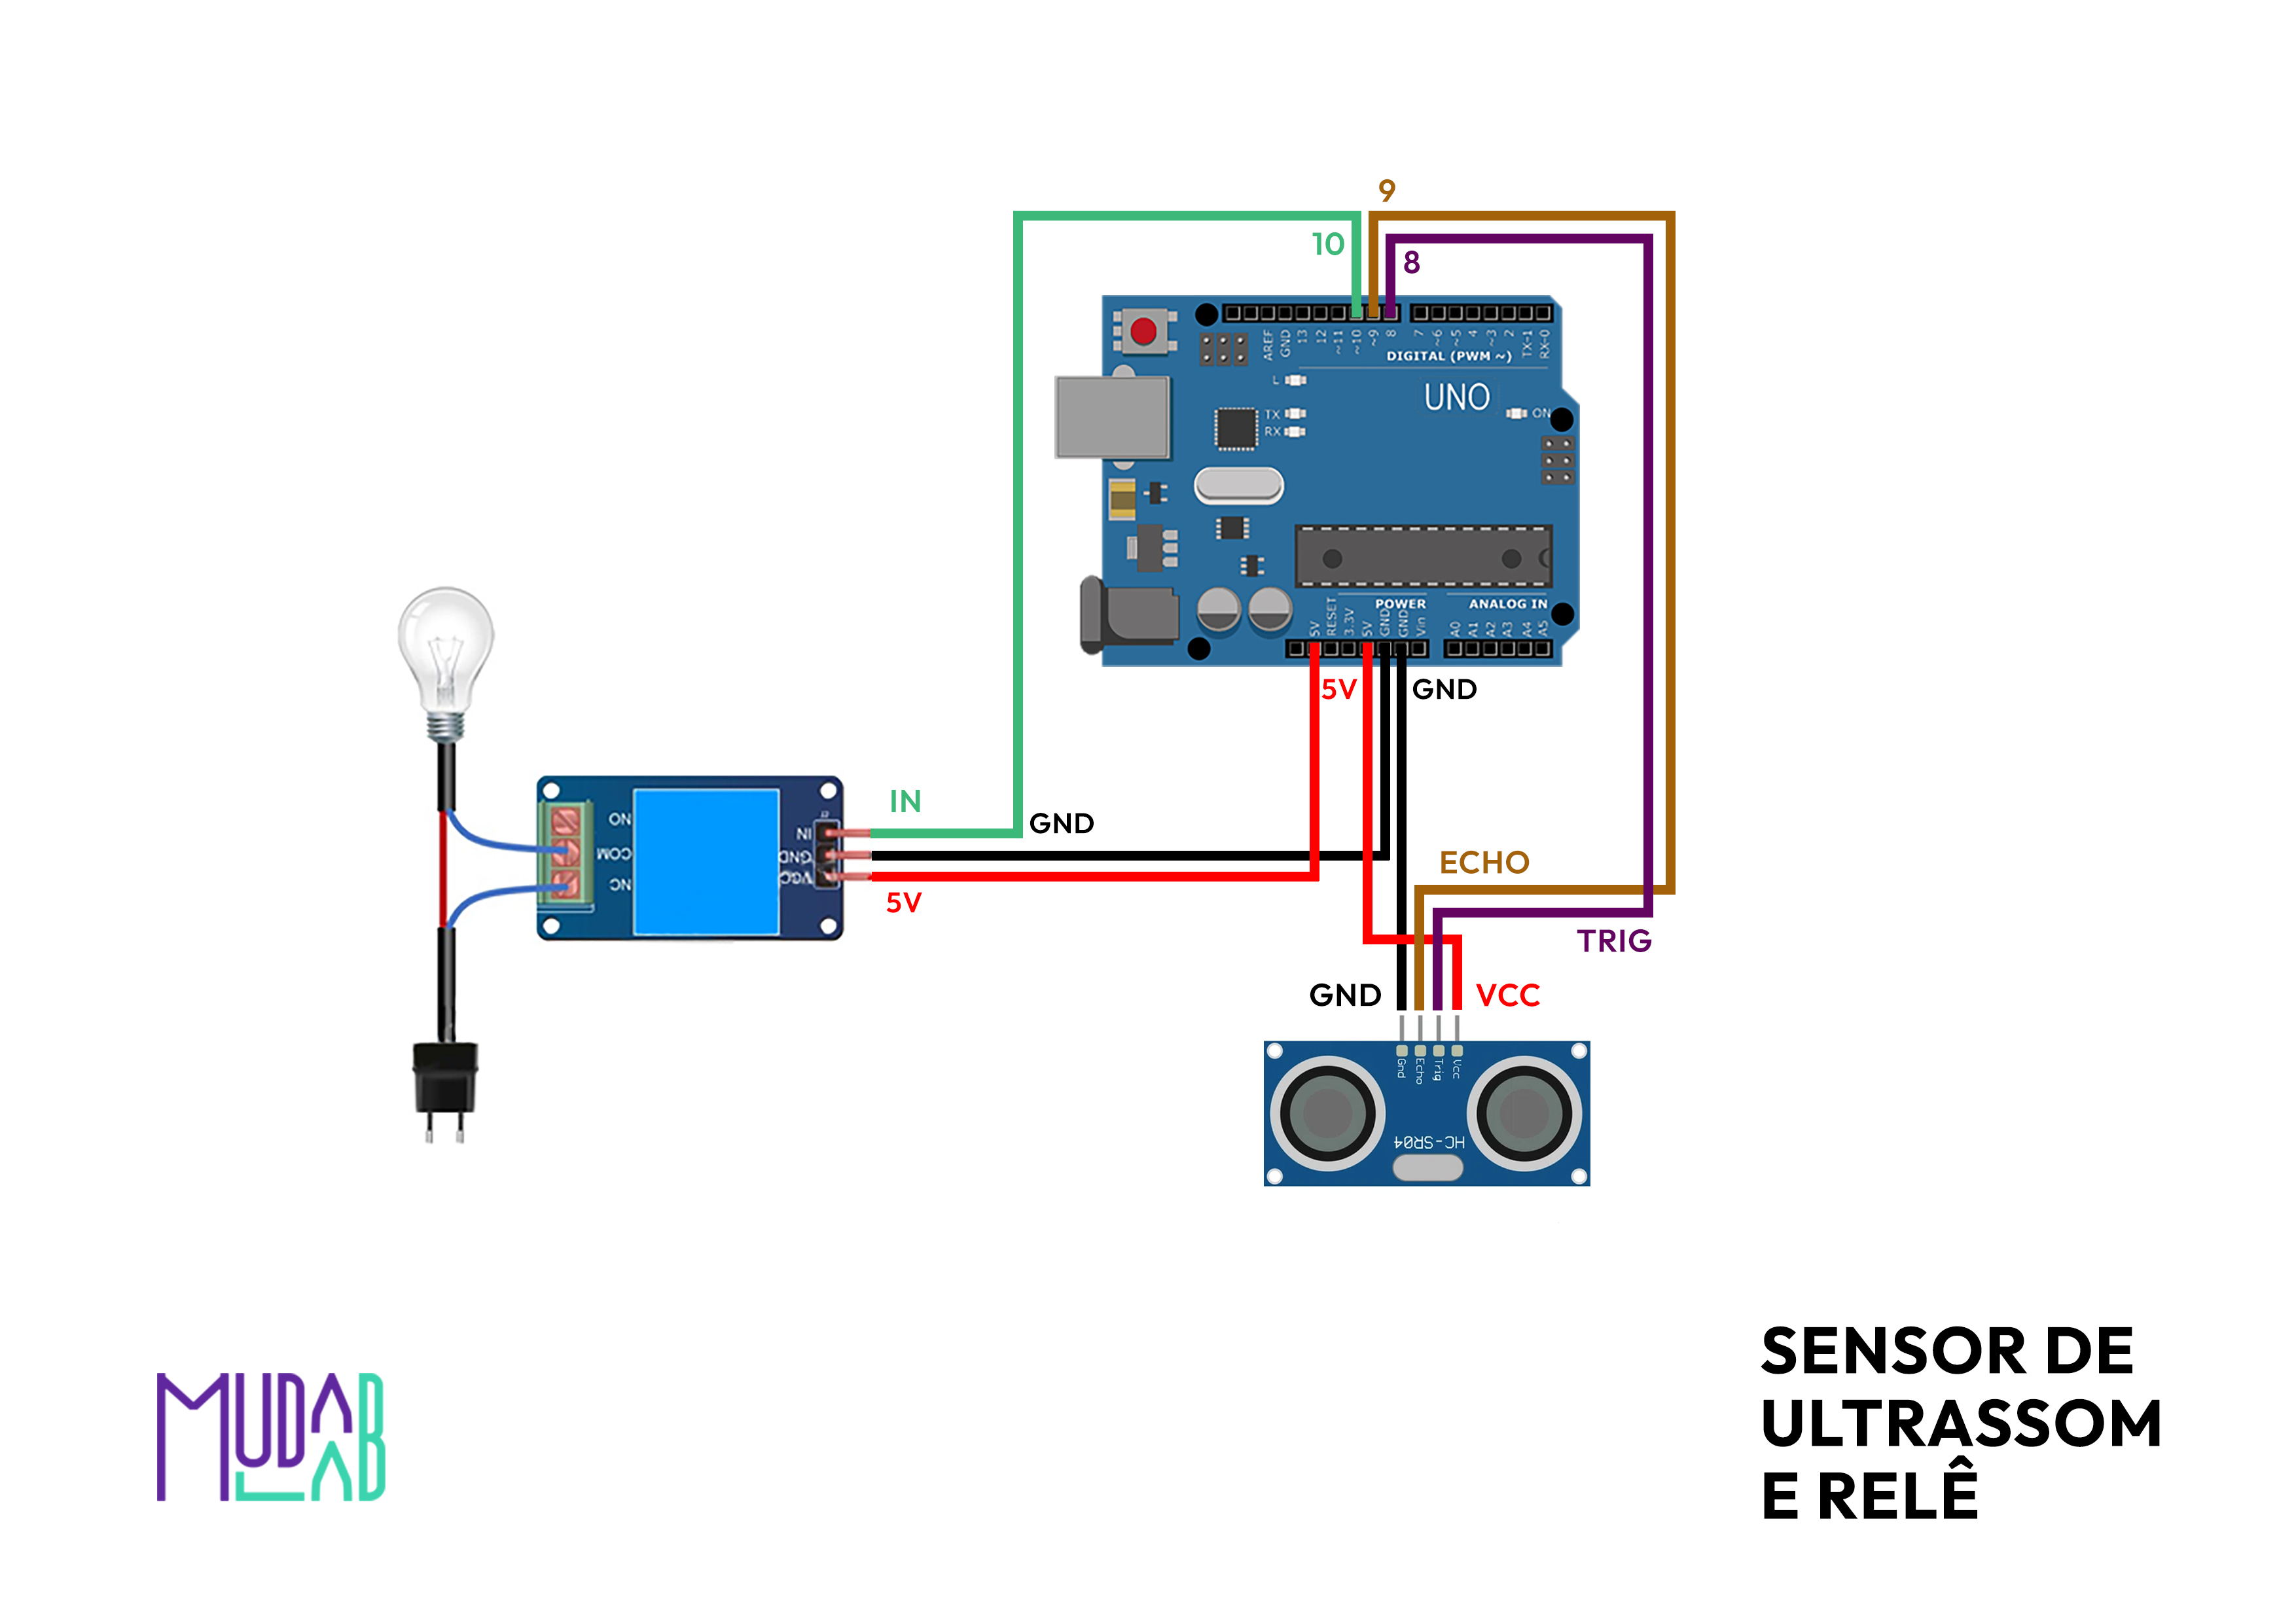 9
10
8
AREF
GND
13
12
~11
~10
~9
8
7
~6
~5
4
~3
2
TX-1
RX-0
DIGITAL (PWM ~)
L
UNO
TX
ON
RX
POWER
ANALOG IN
5V
RESET
3.3V
5V
GND
GND
Vin
A0
A1
A2
A3
A4
A5
5V
GND
IN
GND
NO
COM
NC
IN
GND
VCC
5V
ECHO
TRIG
GND
VCC
Gnd
Echo
Trig
Vcc
HC-SR04
MUDALAB
SENSOR DE
ULTRASSOM
E RELÊ